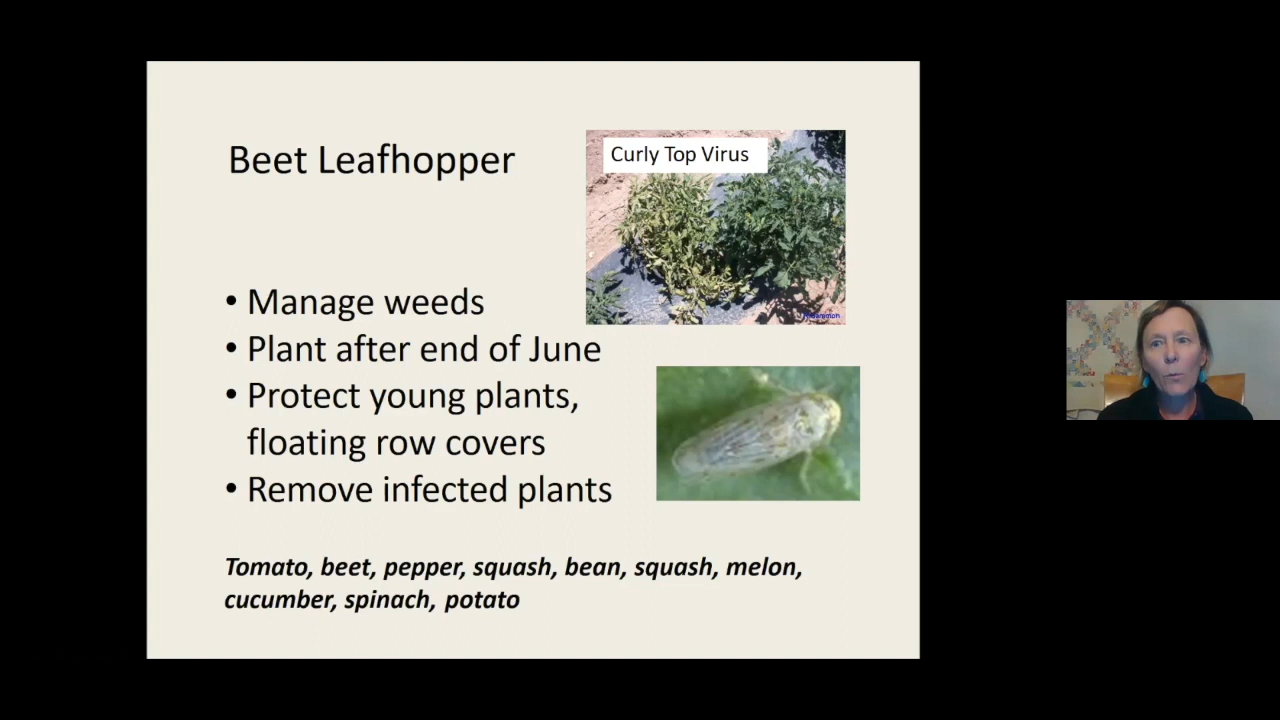 Beet Leafhopper
Curly Top Virus
• Manage weeds
• Plant after end of June
• Protect young plants,
floating row covers
• Remove infected plants
Tomato, beet, pepper, squash, bean, squash, melon,
cucumber, spinach, potato